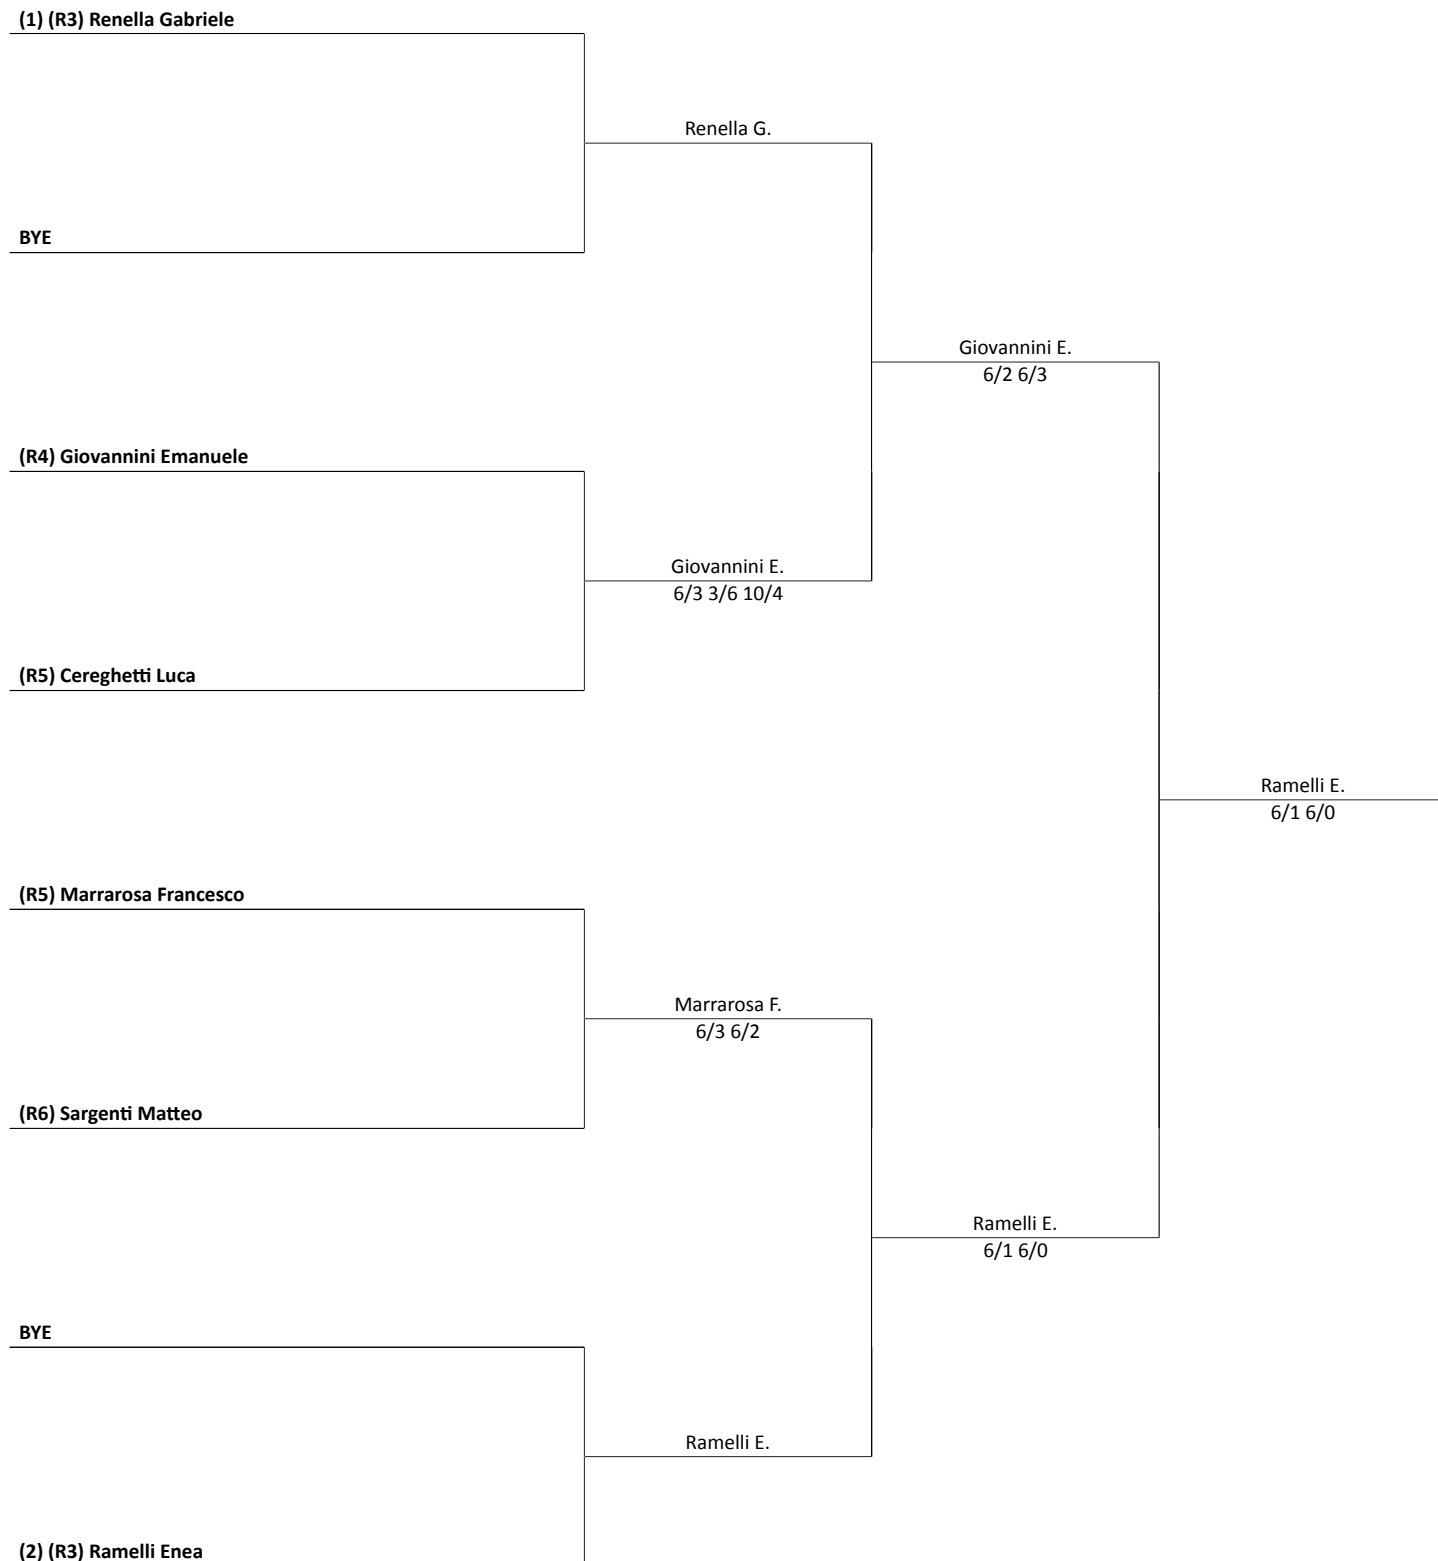 (1) (R3) Renella Gabriele
Renella G.
BYE
Giovannini E.
6/2 6/3
(R4) Giovannini Emanuele
Giovannini E.
6/3 3/6 10/4
(R5) Cereghetti Luca
Ramelli E.
6/1 6/0
(R5) Marrarosa Francesco
Marrarosa F.
6/3 6/2
(R6) Sargenti Matteo
Ramelli E.
6/1 6/0
BYE
Ramelli E.
(2) (R3) Ramelli Enea